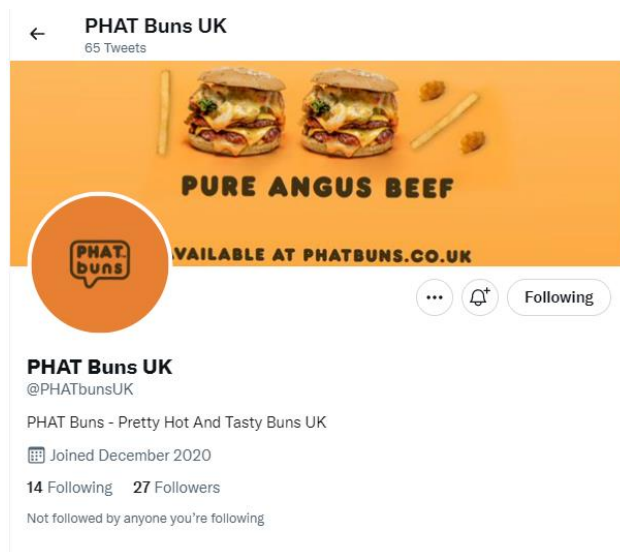 PHAT Buns UK
65 Tweets
PURE ANGUS BEEF
VAILABLE AT PHATBUNS.CO.UK
PHAT
buns
Following
PHAT Buns UK
@PHATbunsUK
PHAT Buns - Pretty Hot And Tasty Buns UK
Joined December 2020
14 Following 27 Followers
Not followed by anyone you’re following